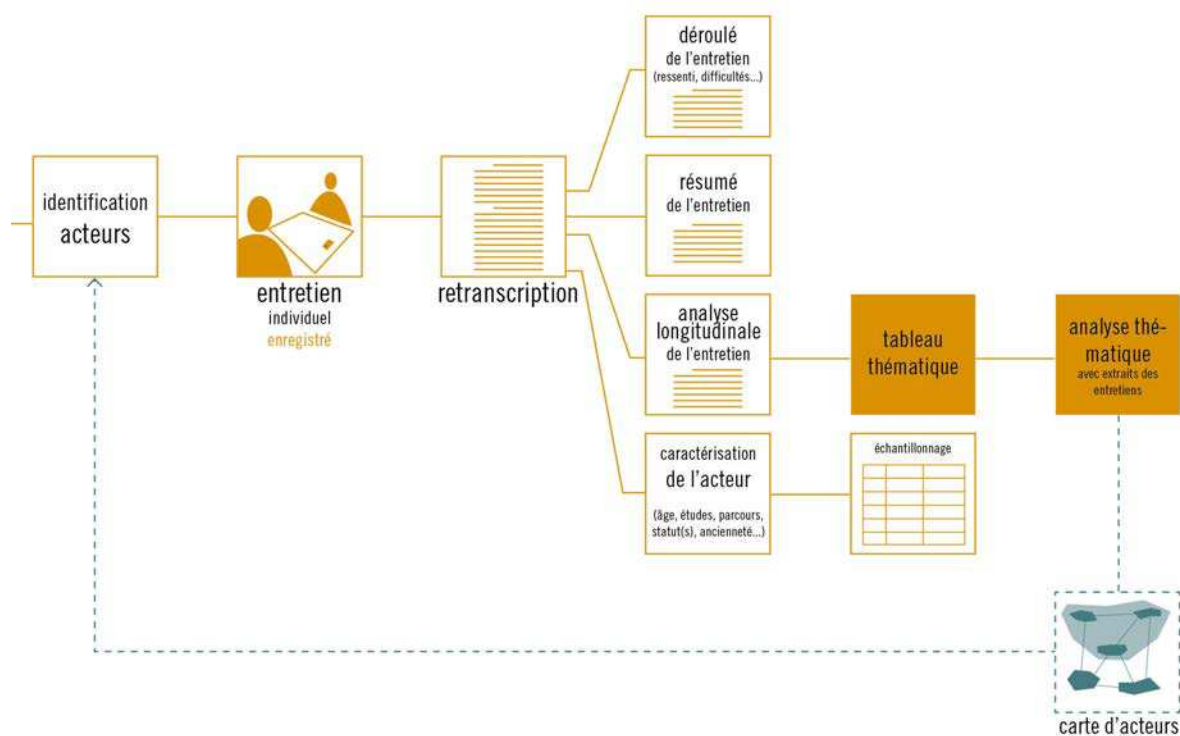 identification
acteurs
entretien
individuel
enregistré
retranscription
déroulé
de l'entretien
(ressenti, difficultés...)
résumé
de l'entretien
analyse
longitudinale
de l'entretien
caractérisation
de l'acteur
(âge, études, parcours,
statut(s), ancienneté...)
tableau
thématique
échantillonnage
analyse thé-
matique
avec extraits des
entretiens
carte d'acteurs